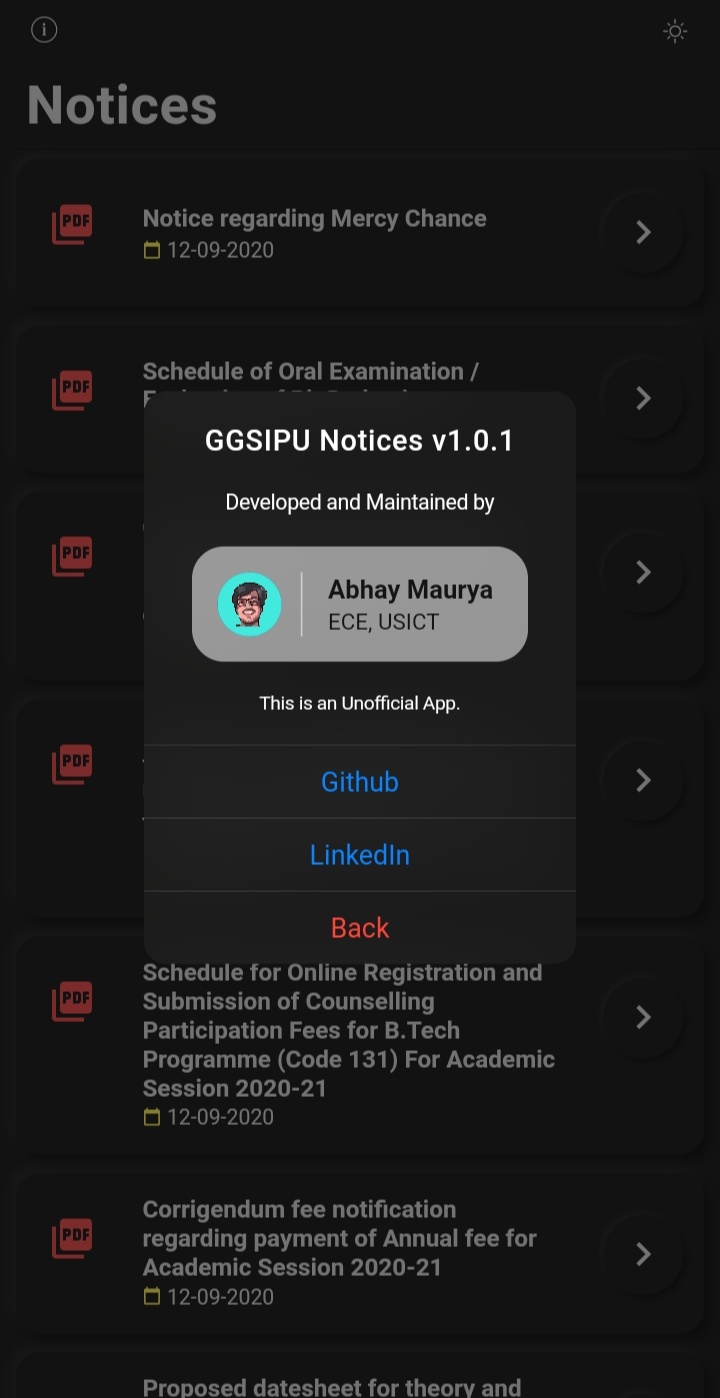 Notices
PDF
Notice regarding Mercy Chance
12-09-2020
PDF
Schedule of Oral Examination /
GGSIPU Notices v1.0.1
Developed and Maintained by
Abhay Maurya
ECE, USICT
This is an Unofficial App.
Github
LinkedIn
Back
PDF
PDF
PDF
Schedule for Online Registration and
Submission of Counselling
Participation Fees for B.Tech
Programme (Code 131) For Academic
Session 2020-21
12-09-2020
PDF
Corrigendum fee notification
regarding payment of Annual fee for
Academic Session 2020-21
12-09-2020
Proposed datesheet for theory and